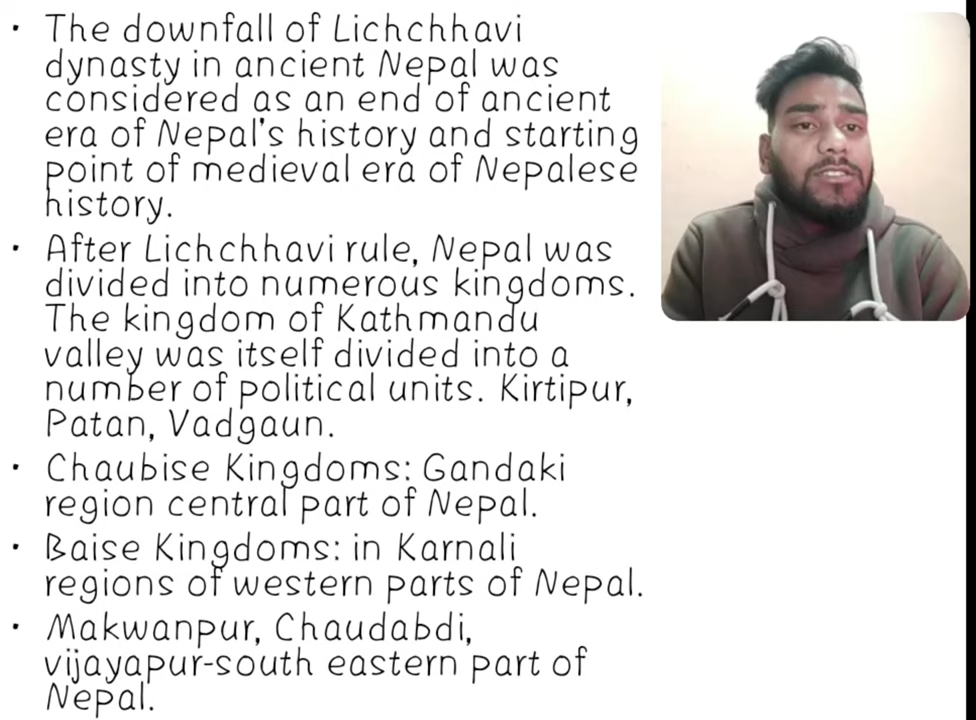 • The downfall of Lichchhavi
dynasty in ancient Nepal was
considered as an end of ancient
era of Nepal's history and starting
point of medieval era of Nepalese
history.
• After Lichchhavi rule, Nepal was
divided into numerous kingdoms.
The kingdom of Kathmandu
valley was itself divided into a
number of political units. Kirtipur,
Patan, Vadgaun.
• Chaubise Kingdoms: Gandaki
region central part of Nepal.
• Baise Kingdoms: in Karnali
regions of western parts of Nepal.
• Makwanpur, Chaudabdi,
vijayapur-south eastern part of
Nepal.